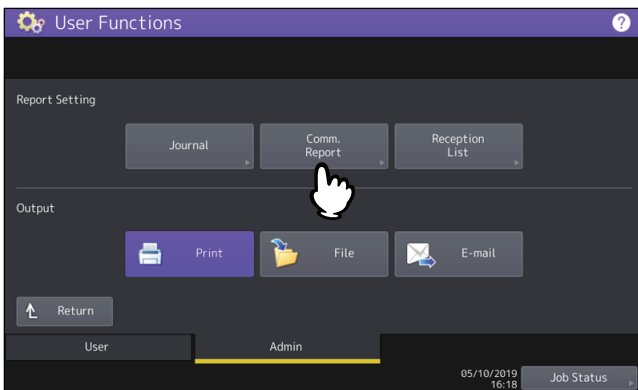 User Functions
?
Report Setting
Journal
Comm.
Report
Reception
List
Output
Print
File
E-mail
Return
User
Admin
05/10/2019
16:18
Job Status